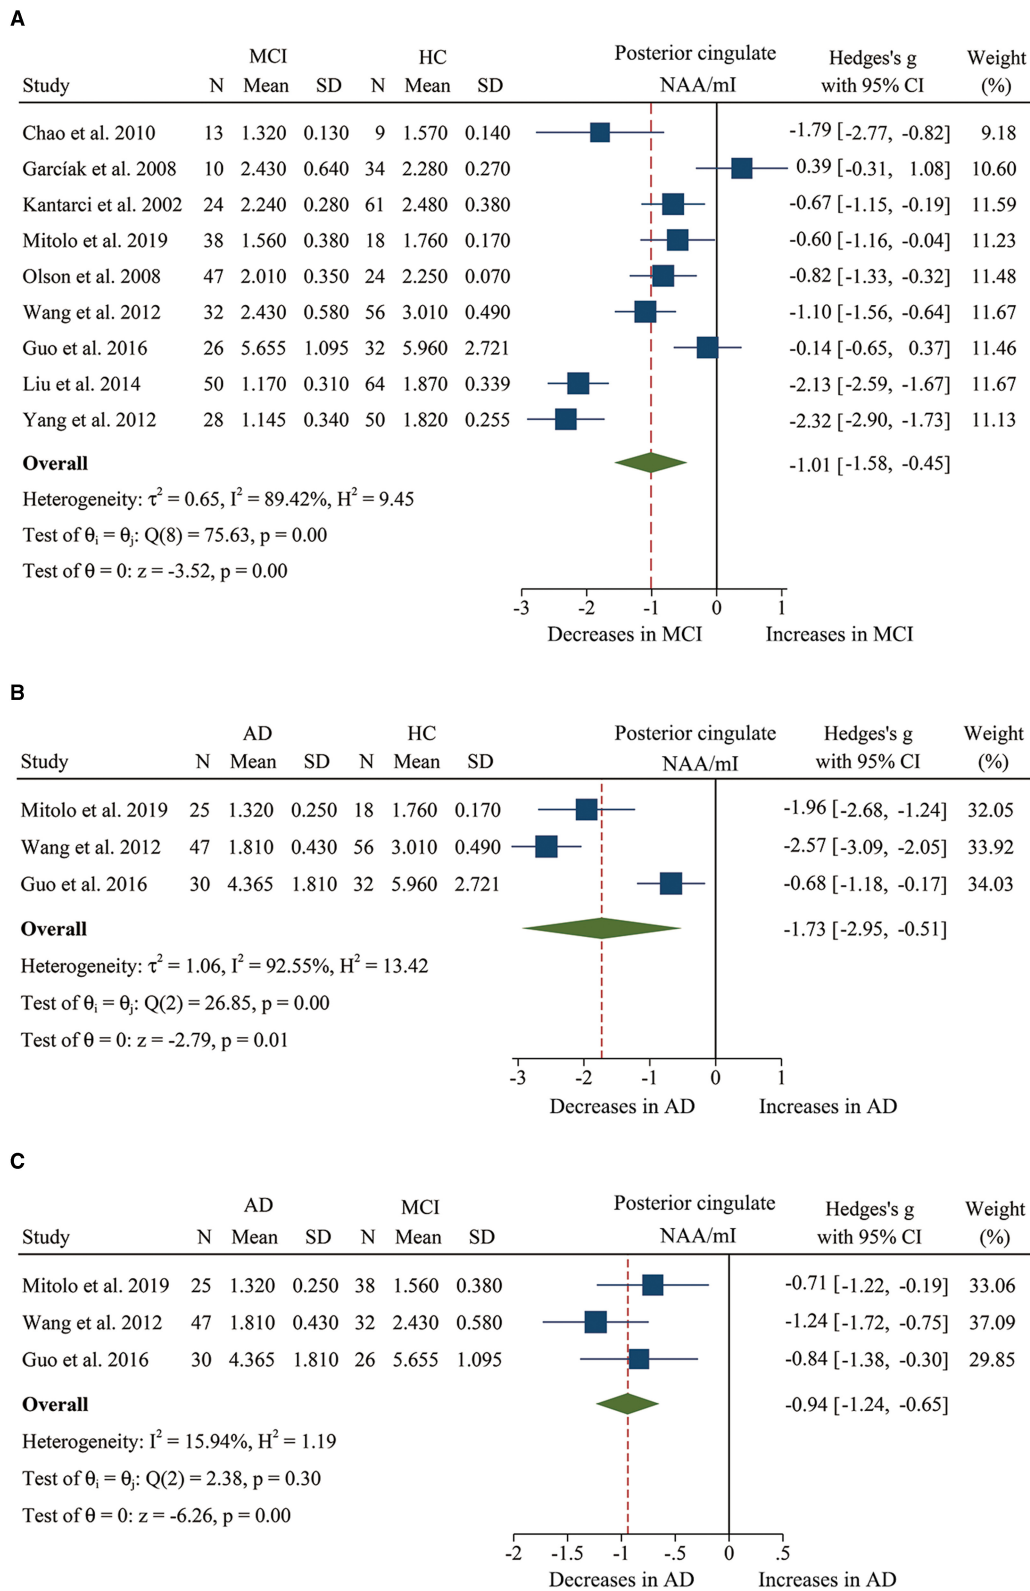 A
MCI HC Posterior cingulate Hedges's g Weight
Study N Mean SD N Mean SD NAA/mI with 95% CI (%)
Chao et al. 2010 13 1.320 0.130 9 1.570 0.140 -1.79 [-2.77, -0.82] 9.18
Garcíak et al. 2008 10 2.430 0.640 34 2.280 0.270 0.39 [-0.31, 1.08] 10.60
Kantarci et al. 2002 24 2.240 0.280 61 2.480 0.380 -0.67 [-1.15, -0.19] 11.59
Mitolo et al. 2019 38 1.560 0.380 18 1.760 0.170 -0.60 [-1.16, -0.04] 11.23
Olson et al. 2008 47 2.010 0.350 24 2.250 0.070 -0.82 [-1.33, -0.32] 11.48
Wang et al. 2012 32 2.430 0.580 56 3.010 0.490 -1.10 [-1.56, -0.64] 11.67
Guo et al. 2016 26 5.655 1.095 32 5.960 2.721 -0.14 [-0.65, 0.37] 11.46
Liu et al. 2014 50 1.170 0.310 64 1.870 0.339 -2.13 [-2.59, -1.67] 11.67
Yang et al. 2012 28 1.145 0.340 50 1.820 0.255 -2.32 [-2.90, -1.73] 11.13
Overall -1.01 [-1.58, -0.45]
Heterogeneity: τ² = 0.65, I² = 89.42%, H² = 9.45
Test of θᵢ = θⱼ: Q(8) = 75.63, p = 0.00
Test of θ = 0: z = -3.52, p = 0.00
-3 -2 -1 0 1
Decreases in MCI Increases in MCI
B
AD HC Posterior cingulate Hedges's g Weight
Study N Mean SD N Mean SD NAA/mI with 95% CI (%)
Mitolo et al. 2019 25 1.320 0.250 18 1.760 0.170 -1.96 [-2.68, -1.24] 32.05
Wang et al. 2012 47 1.810 0.430 56 3.010 0.490 -2.57 [-3.09, -2.05] 33.92
Guo et al. 2016 30 4.365 1.810 32 5.960 2.721 -0.68 [-1.18, -0.17] 34.03
Overall -1.73 [-2.95, -0.51]
Heterogeneity: τ² = 1.06, I² = 92.55%, H² = 13.42
Test of θᵢ = θⱼ: Q(2) = 26.85, p = 0.00
Test of θ = 0: z = -2.79, p = 0.01
-3 -2 -1 0 1
Decreases in AD Increases in AD
C
AD MCI Posterior cingulate Hedges's g Weight
Study N Mean SD N Mean SD NAA/mI with 95% CI (%)
Mitolo et al. 2019 25 1.320 0.250 38 1.560 0.380 -0.71 [-1.22, -0.19] 33.06
Wang et al. 2012 47 1.810 0.430 32 2.430 0.580 -1.24 [-1.72, -0.75] 37.09
Guo et al. 2016 30 4.365 1.810 26 5.655 1.095 -0.84 [-1.38, -0.30] 29.85
Overall -0.94 [-1.24, -0.65]
Heterogeneity: I² = 15.94%, H² = 1.19
Test of θᵢ = θⱼ: Q(2) = 2.38, p = 0.30
Test of θ = 0: z = -6.26, p = 0.00
-2 -1.5 -1 -.5 0 .5
Decreases in AD Increases in AD